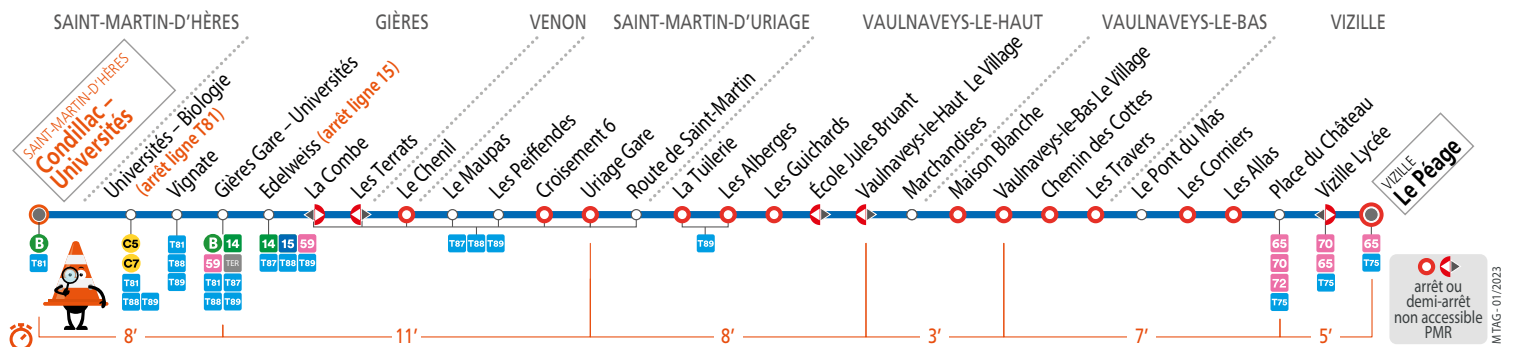 SAINT-MARTIN-D'HÈRES
GIÈRES
VENON
SAINT-MARTIN-D'URIAGE
VAULNAVEYS-LE-HAUT
VAULNAVEYS-LE-BAS
VIZILLE
SAINT-MARTIN-D'HÈRES
Condillac –
Universités
Universités – Biologie
(arrêt ligne T81)
Vignate
Gières Gare – Universités
Edelweiss (arrêt ligne 15)
La Combe
Les Terrats
Le Chenil
Le Maupas
Les Peiffendes
Croisement 6
Uriage Gare
Route de Saint-Martin
La Tuilerie
Les Alberges
Les Guichards
École Jules Bruant
Vaulnaveys-le-Haut Le Village
Marchandises
Maison Blanche
Vaulnaveys-le-Bas Le Village
Chemin des Cottes
Les Travers
Le Pont du Mas
Les Corniers
Les Allas
Place du Château
Vizille Lycée
VIZILLE
Le Péage
B
T81
C5
C7
T81
T88 T89
T81
T88
T89
B 14
59 TER
T81 T87
T88 T89
14 15 59
T87 T88 T89
T87 T88 T89
T89
65
70
72
T75
70
65
T75
65
T75
8'
11'
8'
3'
7'
5'
arrêt ou
demi-arrêt
non accessible
PMR
M TAG - 01/2023